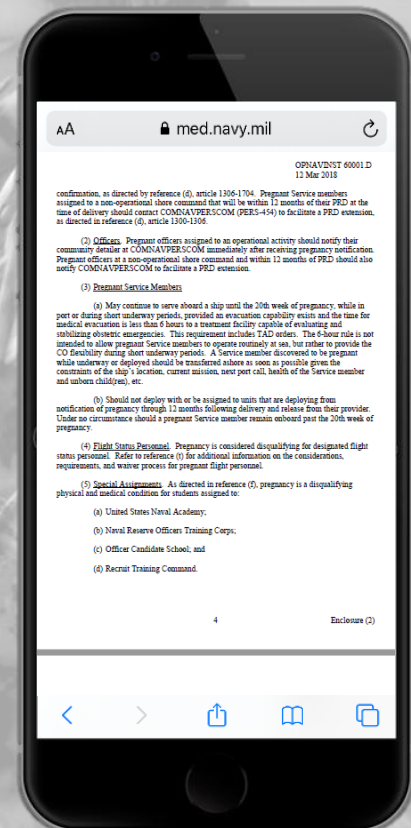 AA med.navy.mil
OPNAVINST 60001.D
12 Mar 2018
confirmation, as directed by reference (d), article 1306-1704. Pregnant Service members
assigned to a non-operational shore command that will be within 12 months of their PRD at the
time of delivery should contact COMNAVPERSCOM (PERS-454) to facilitate a PRD extension,
as directed in reference (d), article 1300-1306.
(2) Officers. Pregnant officers assigned to an operational activity should notify their
community detailer at COMNAVPERSCOM immediately after receiving pregnancy notification.
Pregnant officers at a non-operational shore command and within 12 months of PRD should also
notify COMNAVPERSCOM to facilitate a PRD extension.
(3) Pregnant Service Members
(a) May continue to serve aboard a ship until the 20th week of pregnancy, while in
port or during short underway periods, provided an evacuation capability exists and the time for
medical evacuation is less than 6 hours to a treatment facility capable of evaluating and
stabilizing obstetric emergencies. This requirement includes TAD orders. The 6-hour rule is not
intended to allow pregnant Service members to operate routinely at sea, but rather to provide the
CO flexibility during short underway periods. A Service member discovered to be pregnant
while underway or deployed should be transferred ashore as soon as possible given the
constraints of the ship's location, current mission, next port call, health of the Service member
and unborn child(ren), etc.
(b) Should not deploy with or be assigned to units that are deploying from
notification of pregnancy through 12 months following delivery and release from their provider.
Under no circumstance should a pregnant Service member remain onboard past the 20th week of
pregnancy.
(4) Flight Status Personnel. Pregnancy is considered disqualifying for designated flight
status personnel. Refer to reference (t) for additional information on the considerations,
requirements, and waiver process for pregnant flight personnel.
(5) Special Assignments. As directed in reference (f), pregnancy is a disqualifying
physical and medical condition for students assigned to:
(a) United States Naval Academy;
(b) Naval Reserve Officers Training Corps;
(c) Officer Candidate School; and
(d) Recruit Training Command.
4 Enclosure (2)